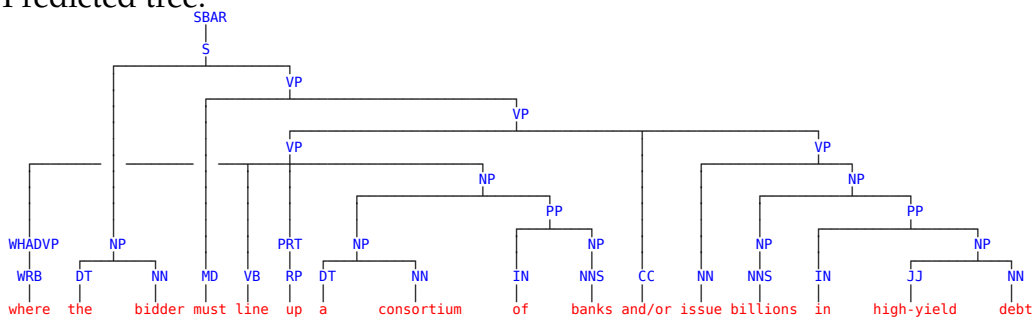 Predicted tree:
SBAR
S
VP
VP
VP VP
NP NP
PP PP
WHADVP NP PRT NP NP NP NP
WRB DT NN MD VB RP DT NN IN NNS CC NN NNS IN JJ NN
where the bidder must line up a consortium of banks and/or issue billions in high-yield debt